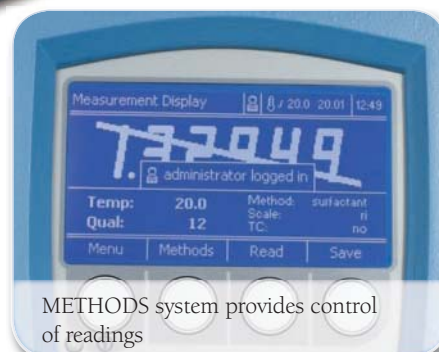 Measurement Display 20.0 20.01 12:49
administrator logged in
Temp: 20.0 Method: surfactant
Scale: ri
Qual: 12 TC: no
Menu Methods Read Save
METHODS system provides control
of readings